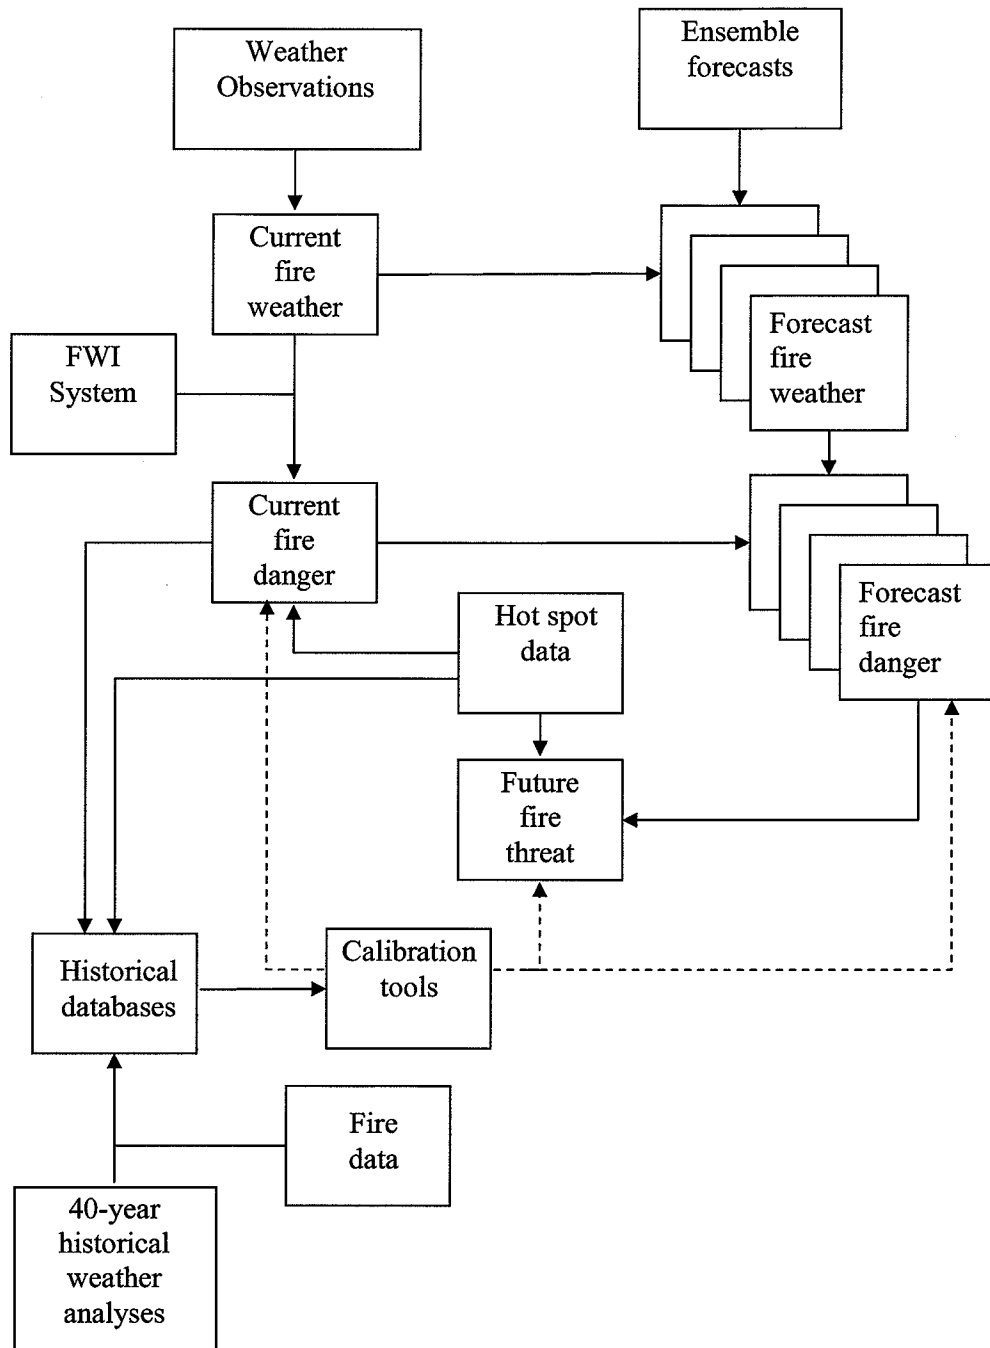 Weather
Observations
Ensemble
forecasts
Current
fire
weather
Forecast
fire
weather
FWI
System
Current
fire
danger
Forecast
fire
danger
Hot spot
data
Future
fire
threat
Historical
databases
Calibration
tools
Fire
data
40-year
historical
weather
analyses